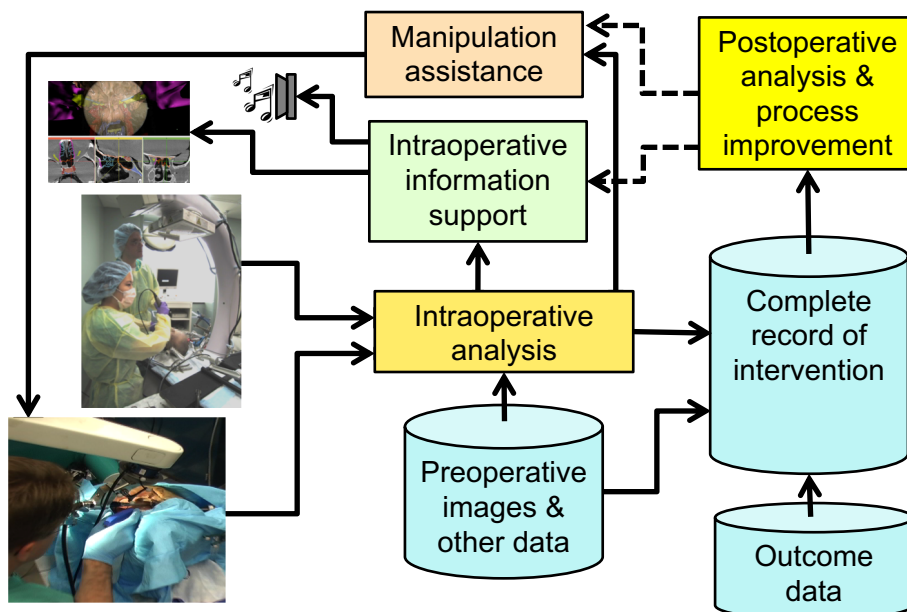 Manipulation
assistance
Postoperative
analysis &
process
improvement
Intraoperative
information
support
Intraoperative
analysis
Complete
record of
intervention
Preoperative
images &
other data
Outcome
data